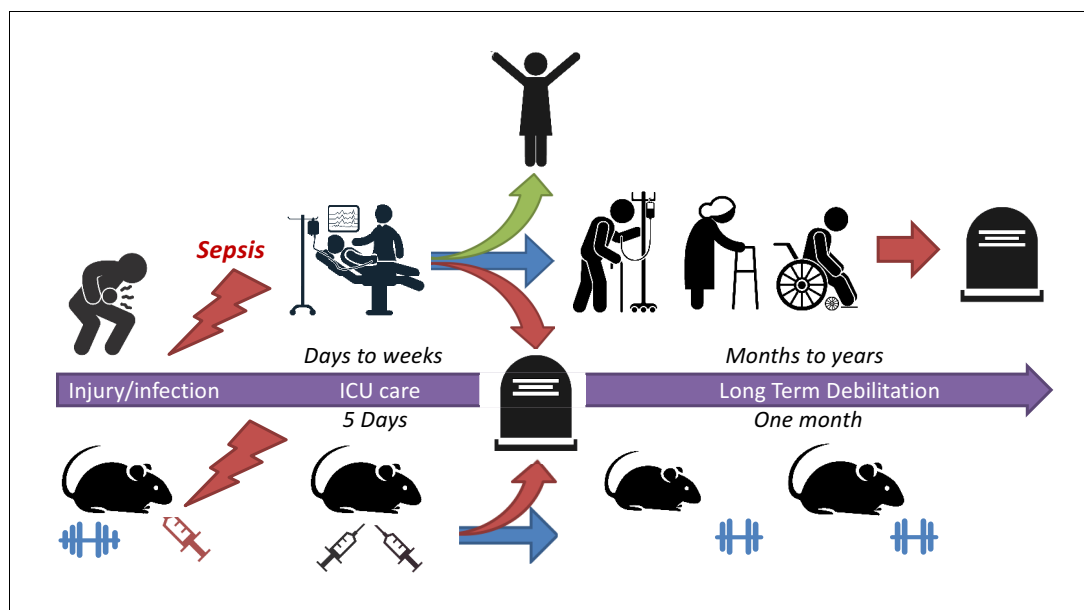 Sepsis
Days to weeks
Months to years
Injury/infection
ICU care
Long Term Debilitation
5 Days
One month